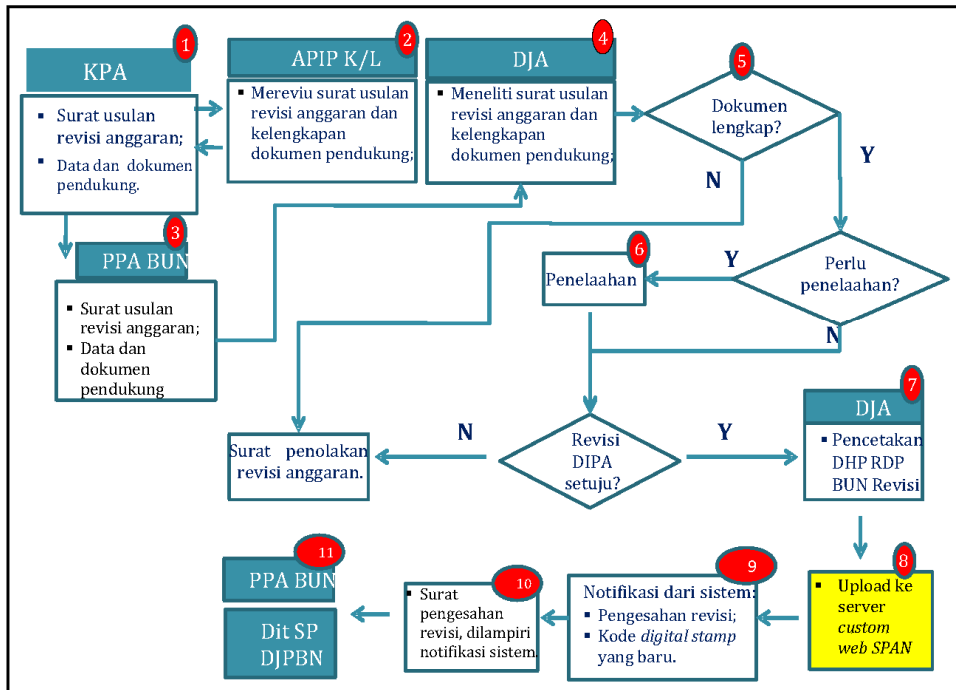 1
KPA
▪ Surat usulan
revisi anggaran;
▪ Data dan dokumen
pendukung.
2
APIP K/L
▪ Mereviu surat usulan
revisi anggaran dan
kelengkapan
dokumen pendukung;
3
PPA BUN
▪ Surat usulan
revisi anggaran;
▪ Data dan
dokumen
pendukung
4
DJA
▪ Meneliti surat usulan
revisi anggaran dan
kelengkapan
dokumen pendukung;
5
Dokumen
lengkap?
Y
N
Perlu
penelaahan?
Y
N
6
Penelaahan
Revisi
DIPA
setuju?
N
Y
Surat penolakan
revisi anggaran.
7
DJA
▪ Pencetakan
DHP RDP
BUN Revisi
8
▪ Upload ke
server
custom
web SPAN
9
Notifikasi dari sistem:
▪ Pengesahan revisi;
▪ Kode digital stamp
yang baru.
10
▪ Surat
pengesahan
revisi, dilampiri
notifikasi sistem.
11
PPA BUN
Dit SP
DJPBN